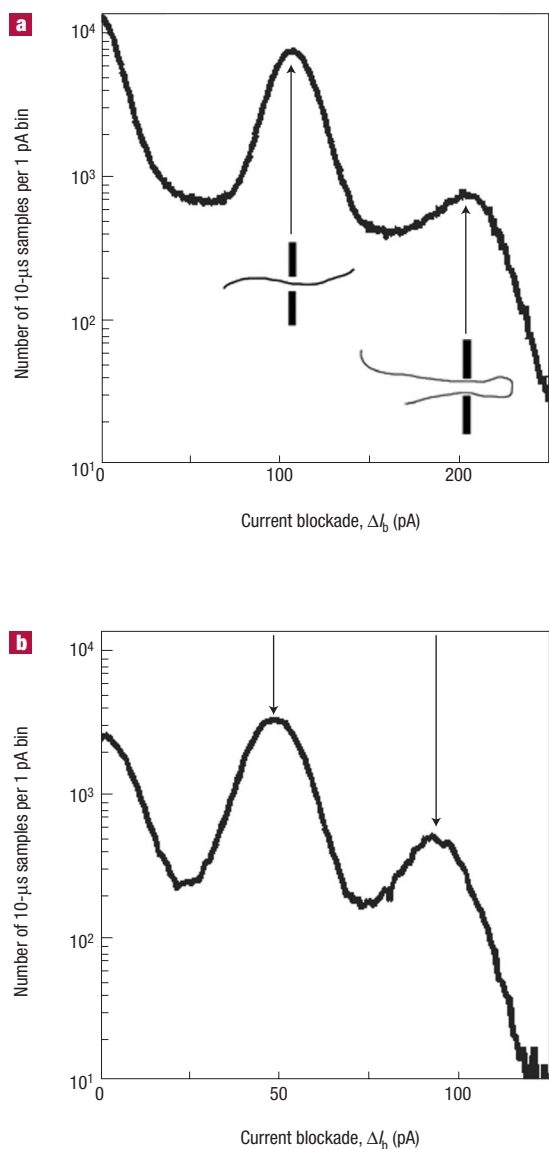 a
10⁴
10³
10²
10¹
Number of 10-μs samples per 1 pA bin
0
100
200
Current blockade, ΔI_b (pA)
b
10⁴
10³
10²
10¹
Number of 10-μs samples per 1 pA bin
0
50
100
Current blockade, ΔI_b (pA)